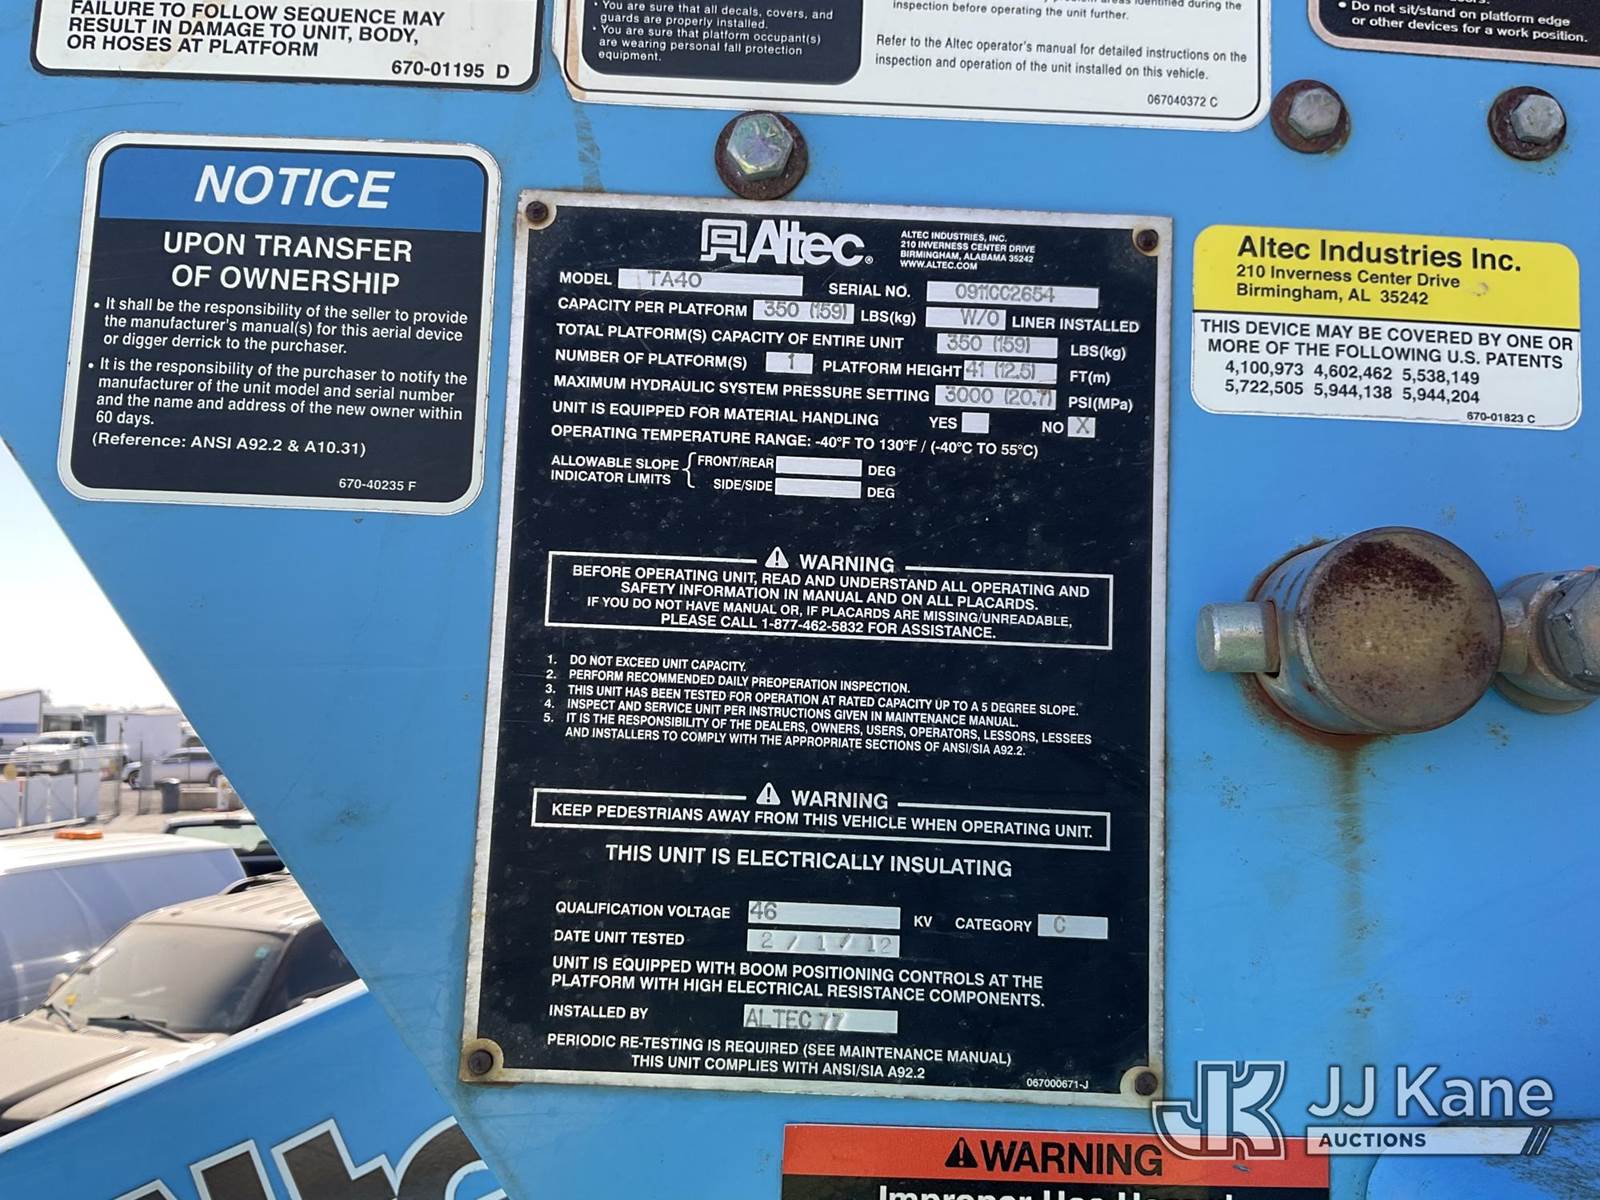 FAILURE TO FOLLOW SEQUENCE MAY
RESULT IN DAMAGE TO UNIT, BODY,
OR HOSES AT PLATFORM
670-01195 D
• You are sure that all decals, covers, and
guards are properly installed.
• You are sure that platform occupant(s)
are wearing personal fall protection
equipment.
identified during the
inspection before operating the unit further.
Refer to the Altec operator's manual for detailed instructions on the
inspection and operation of the unit installed on this vehicle.
067040372 C
• Do not sit/stand on platform edge
or other devices for a work position.
NOTICE
UPON TRANSFER
OF OWNERSHIP
• It shall be the responsibility of the seller to provide
the manufacturer's manual(s) for this aerial device
or digger derrick to the purchaser.
• It is the responsibility of the purchaser to notify the
manufacturer of the unit model and serial number
and the name and address of the new owner within
60 days.
(Reference: ANSI A92.2 & A10.31)
670-40235 F
Altec®
ALTEC INDUSTRIES, INC.
210 INVERNESS CENTER DRIVE
BIRMINGHAM, ALABAMA 35242
WWW.ALTEC.COM
MODEL TA40 SERIAL NO. 0911CC2654
CAPACITY PER PLATFORM 350 (159) LBS(kg) W/O LINER INSTALLED
TOTAL PLATFORM(S) CAPACITY OF ENTIRE UNIT 350 (159) LBS(kg)
NUMBER OF PLATFORM(S) 1 PLATFORM HEIGHT 41 (12.5) FT(m)
MAXIMUM HYDRAULIC SYSTEM PRESSURE SETTING 3000 (20.7) PSI(MPa)
UNIT IS EQUIPPED FOR MATERIAL HANDLING YES NO X
OPERATING TEMPERATURE RANGE: -40°F TO 130°F / (-40°C TO 55°C)
ALLOWABLE SLOPE INDICATOR LIMITS
FRONT/REAR DEG
SIDE/SIDE DEG
WARNING
BEFORE OPERATING UNIT, READ AND UNDERSTAND ALL OPERATING AND
SAFETY INFORMATION IN MANUAL AND ON ALL PLACARDS.
IF YOU DO NOT HAVE MANUAL OR, IF PLACARDS ARE MISSING/UNREADABLE,
PLEASE CALL 1-877-462-5832 FOR ASSISTANCE.
1. DO NOT EXCEED UNIT CAPACITY.
2. PERFORM RECOMMENDED DAILY PREOPERATION INSPECTION.
3. THIS UNIT HAS BEEN TESTED FOR OPERATION AT RATED CAPACITY UP TO A 5 DEGREE SLOPE.
4. INSPECT AND SERVICE UNIT PER INSTRUCTIONS GIVEN IN MAINTENANCE MANUAL.
5. IT IS THE RESPONSIBILITY OF THE DEALERS, OWNERS, USERS, OPERATORS, LESSORS, LESSEES
AND INSTALLERS TO COMPLY WITH THE APPROPRIATE SECTIONS OF ANSI/SIA A92.2.
WARNING
KEEP PEDESTRIANS AWAY FROM THIS VEHICLE WHEN OPERATING UNIT.
THIS UNIT IS ELECTRICALLY INSULATING
QUALIFICATION VOLTAGE 46 KV CATEGORY C
DATE UNIT TESTED 2 / 1 / 12
UNIT IS EQUIPPED WITH BOOM POSITIONING CONTROLS AT THE
PLATFORM WITH HIGH ELECTRICAL RESISTANCE COMPONENTS.
INSTALLED BY ALTEC 77
PERIODIC RE-TESTING IS REQUIRED (SEE MAINTENANCE MANUAL)
THIS UNIT COMPLIES WITH ANSI/SIA A92.2
067000671-J
Altec Industries Inc.
210 Inverness Center Drive
Birmingham, AL 35242
THIS DEVICE MAY BE COVERED BY ONE OR
MORE OF THE FOLLOWING U.S. PATENTS
4,100,973 4,602,462 5,538,149
5,722,505 5,944,138 5,944,204
670-01823 C
WARNING
JK JJ Kane
AUCTIONS